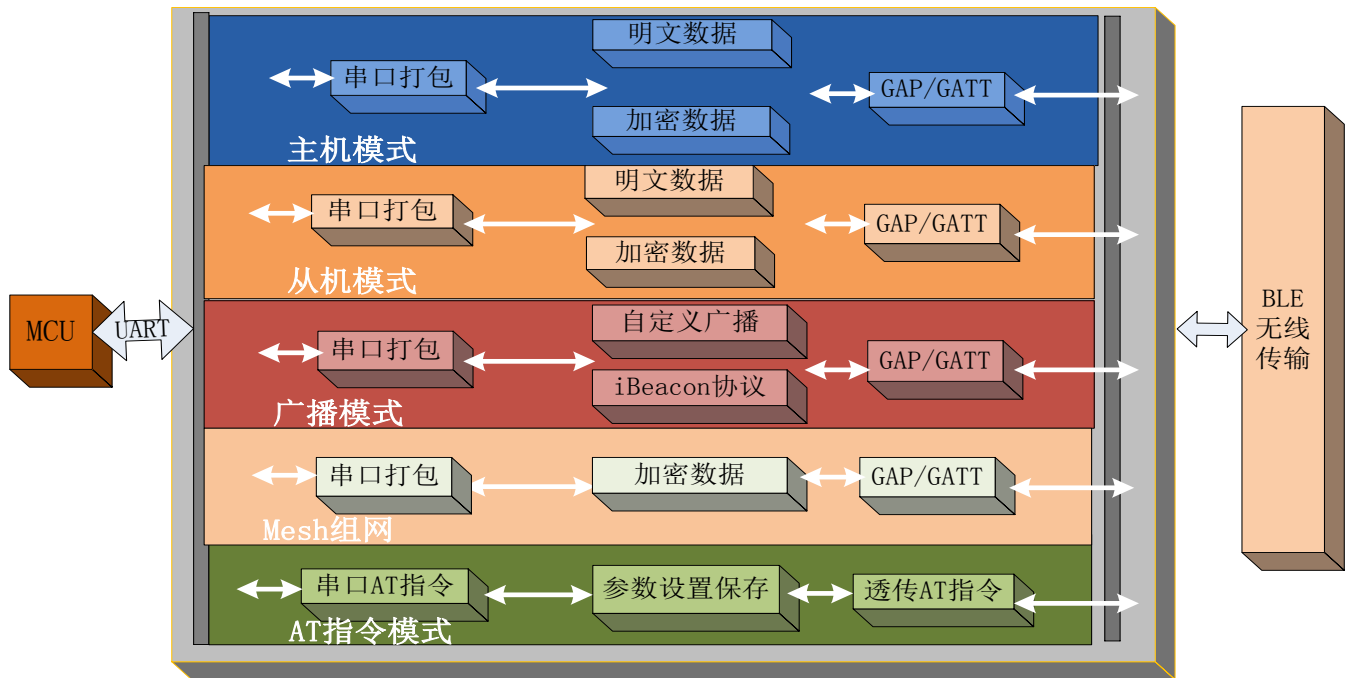 明文数据
串口打包
GAP/GATT
加密数据
主机模式
明文数据
串口打包
GAP/GATT
加密数据
从机模式
MCU
UART
自定义广播
串口打包
GAP/GATT
iBeacon协议
广播模式
串口打包
加密数据
GAP/GATT
Mesh组网
串口AT指令
参数设置保存
透传AT指令
AT指令模式
BLE
无线
传输